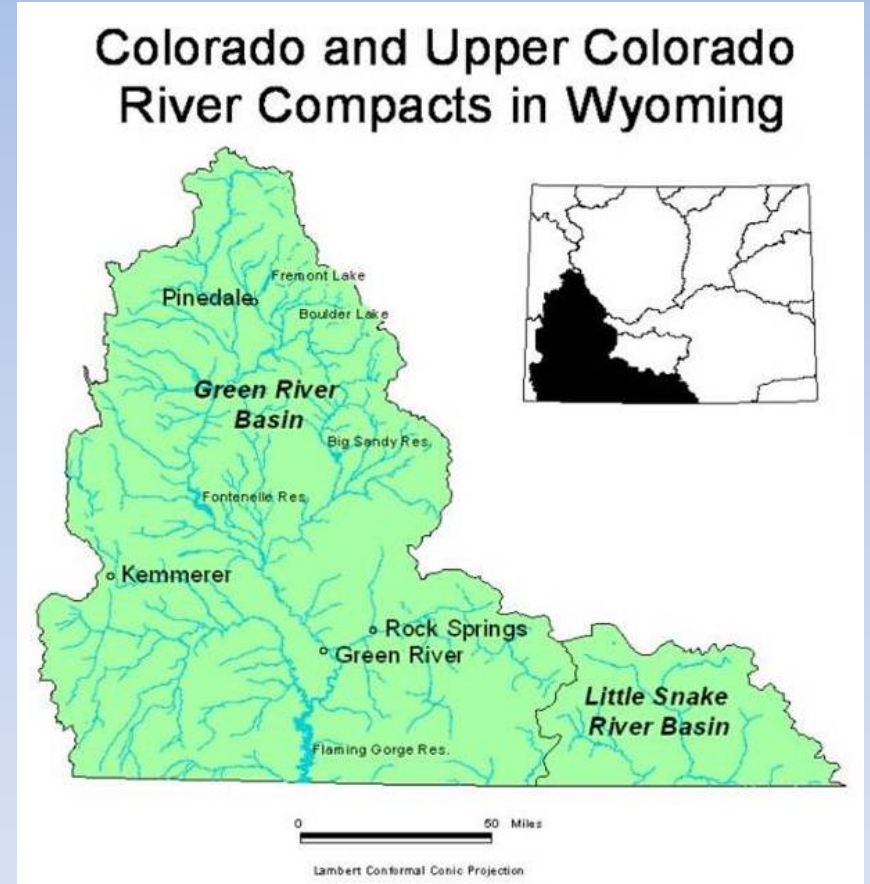 Colorado and Upper Colorado
River Compacts in Wyoming
Fremont Lake
Pinedale
Boulder Lake
Green River
Basin
Big Sandy Res.
Fontenelle Res.
Kemmerer
Rock Springs
Green River
Little Snake
River Basin
Flaming Gorge Res.
0 50 Miles
Lambert Conformal Conic Projection